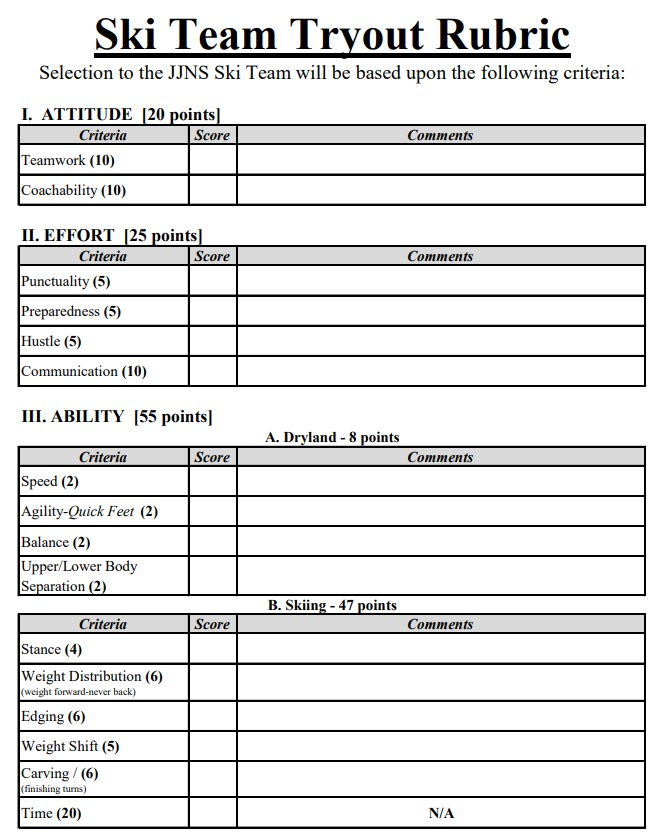 Ski Team Tryout Rubric
Selection to the JJNS Ski Team will be based upon the following criteria:
I. ATTITUDE [20 points]
Criteria Score Comments
Teamwork (10)
Coachability (10)
II. EFFORT [25 points]
Criteria Score Comments
Punctuality (5)
Preparedness (5)
Hustle (5)
Communication (10)
III. ABILITY [55 points]
A. Dryland - 8 points
Criteria Score Comments
Speed (2)
Agility-Quick Feet (2)
Balance (2)
Upper/Lower Body
Separation (2)
B. Skiing - 47 points
Criteria Score Comments
Stance (4)
Weight Distribution (6)
(weight forward-never back)
Edging (6)
Weight Shift (5)
Carving / (6)
(finishing turns)
Time (20) N/A